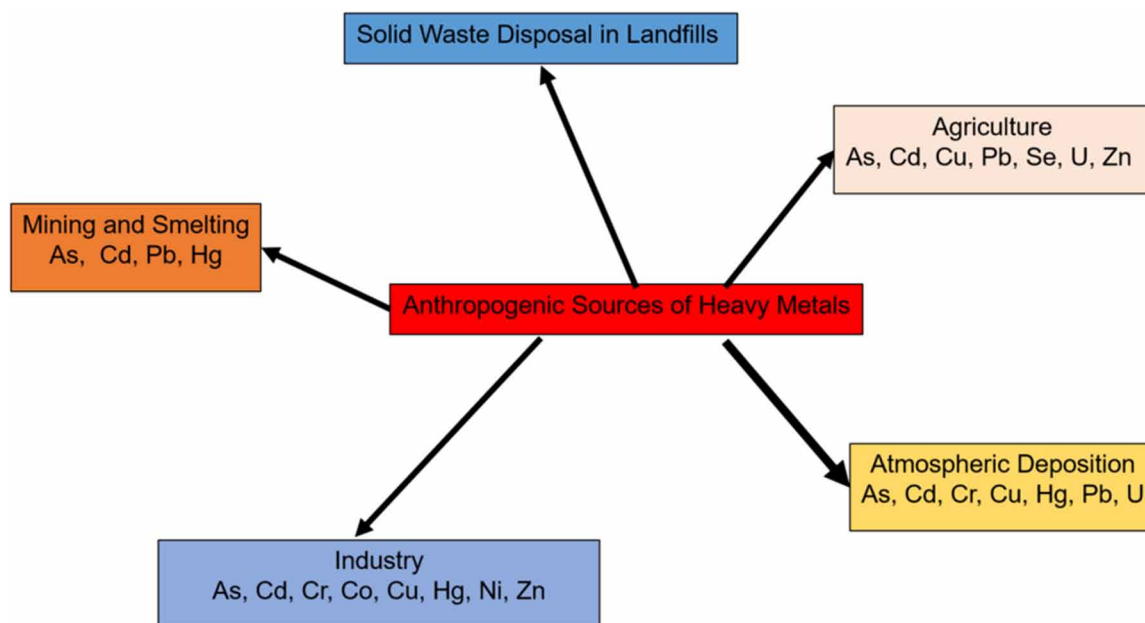 Solid Waste Disposal in Landfills
Agriculture
As, Cd, Cu, Pb, Se, U, Zn
Mining and Smelting
As, Cd, Pb, Hg
Anthropogenic Sources of Heavy Metals
Atmospheric Deposition
As, Cd, Cr, Cu, Hg, Pb, U
Industry
As, Cd, Cr, Co, Cu, Hg, Ni, Zn